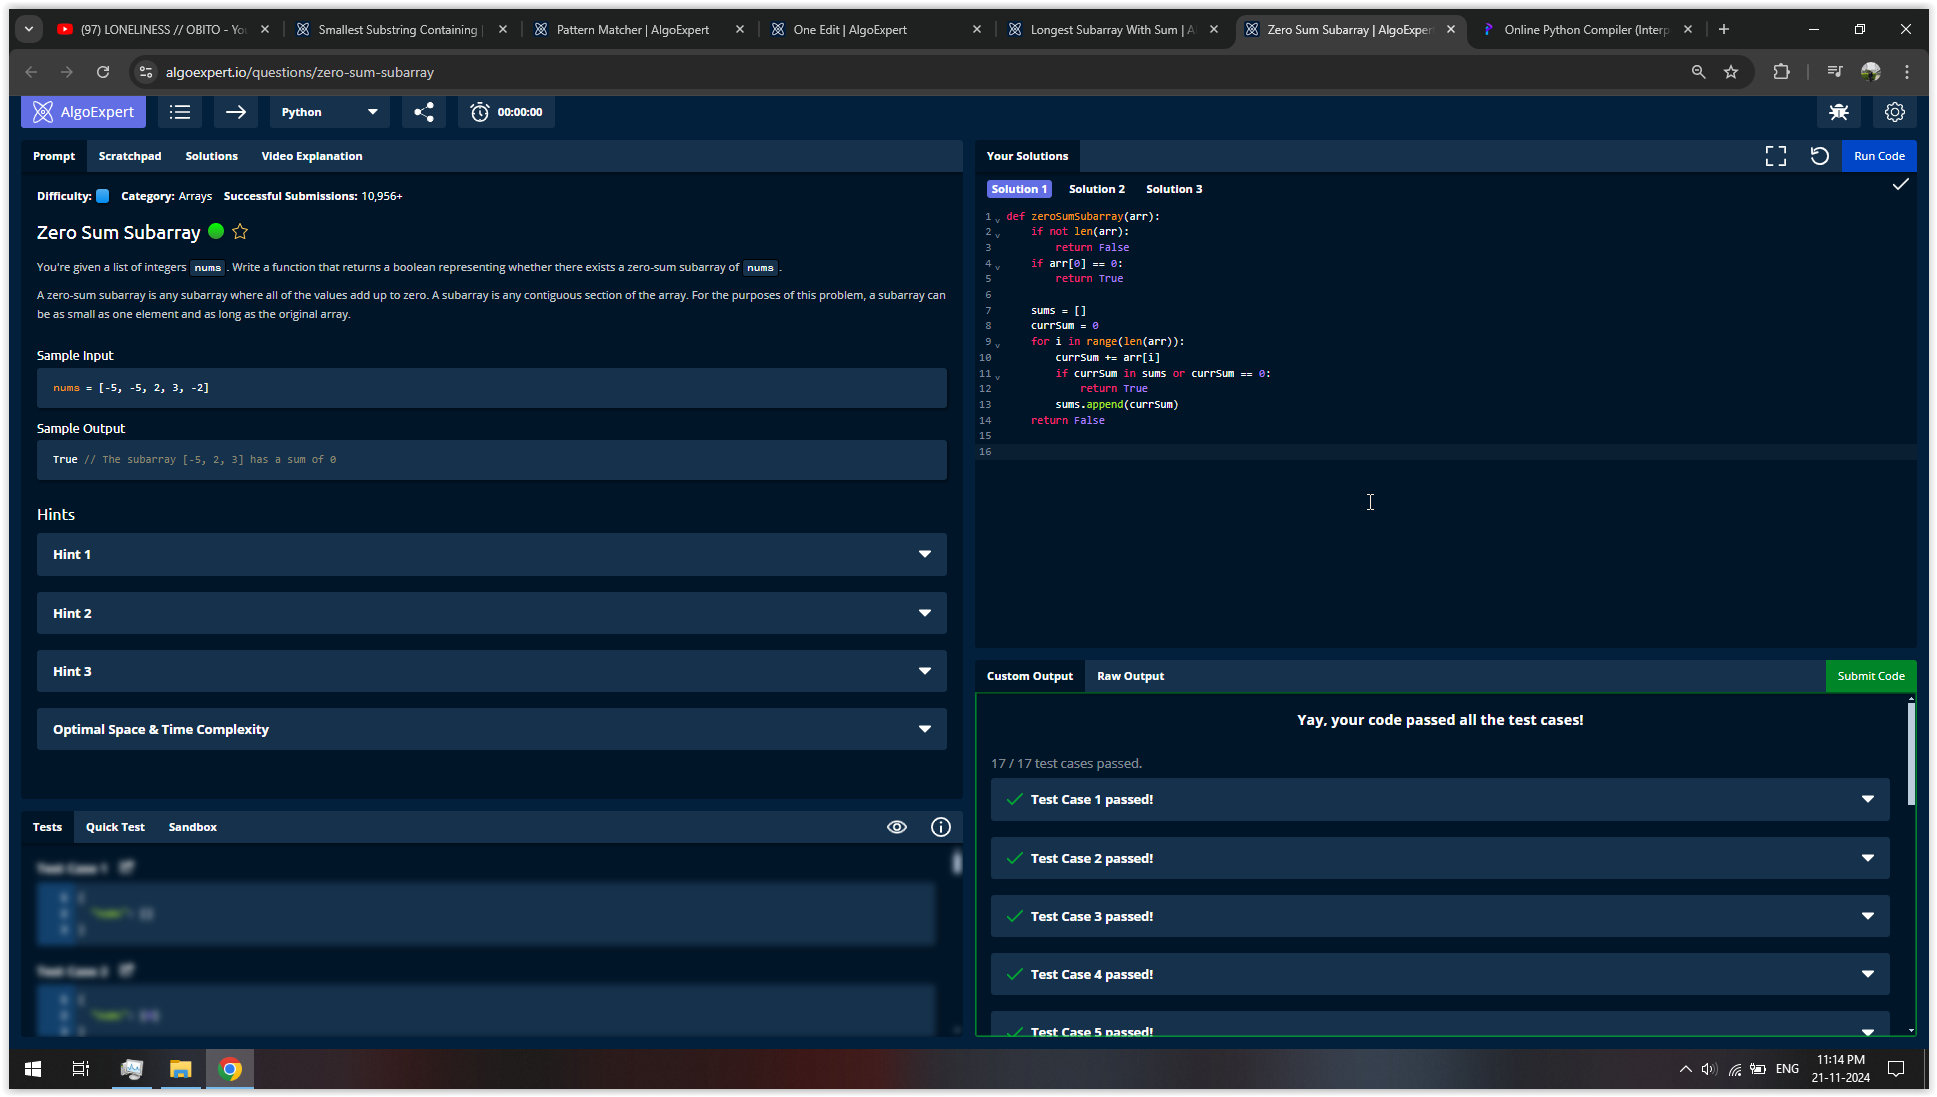 (97) LONELINESS // OBITO - You
Smallest Substring Containing
Pattern Matcher | AlgoExpert
One Edit | AlgoExpert
Longest Subarray With Sum | A
Zero Sum Subarray | AlgoExper
Online Python Compiler (Interp
algoexpert.io/questions/zero-sum-subarray
AlgoExpert
Python
00:00:00
Prompt
Scratchpad
Solutions
Video Explanation
Difficulty:
Category: Arrays
Successful Submissions: 10,956+
Zero Sum Subarray
You're given a list of integers nums . Write a function that returns a boolean representing whether there exists a zero-sum subarray of nums .
A zero-sum subarray is any subarray where all of the values add up to zero. A subarray is any contiguous section of the array. For the purposes of this problem, a subarray can
be as small as one element and as long as the original array.
Sample Input
nums = [-5, -5, 2, 3, -2]
Sample Output
True // The subarray [-5, 2, 3] has a sum of 0
Hints
Hint 1
Hint 2
Hint 3
Optimal Space & Time Complexity
Tests
Quick Test
Sandbox
Test Case 1
Test Case 2
Your Solutions
Run Code
Solution 1
Solution 2
Solution 3
1 def zeroSumSubarray(arr):
2     if not len(arr):
3         return False
4     if arr[0] == 0:
5         return True
6
7     sums = []
8     currSum = 0
9     for i in range(len(arr)):
10         currSum += arr[i]
11         if currSum in sums or currSum == 0:
12             return True
13         sums.append(currSum)
14     return False
15
16
Custom Output
Raw Output
Submit Code
Yay, your code passed all the test cases!
17 / 17 test cases passed.
Test Case 1 passed!
Test Case 2 passed!
Test Case 3 passed!
Test Case 4 passed!
Test Case 5 passed!
ENG
11:14 PM
21-11-2024